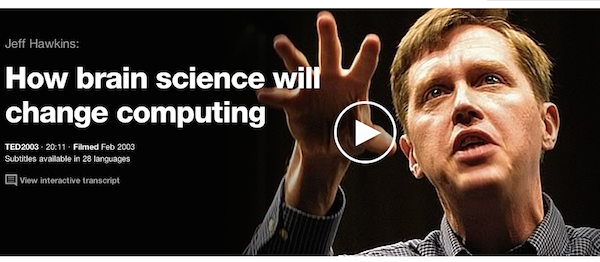 Jeff Hawkins:
How brain science will
change computing
TED2003 · 20:11 · Filmed Feb 2003
Subtitles available in 28 languages
View interactive transcript